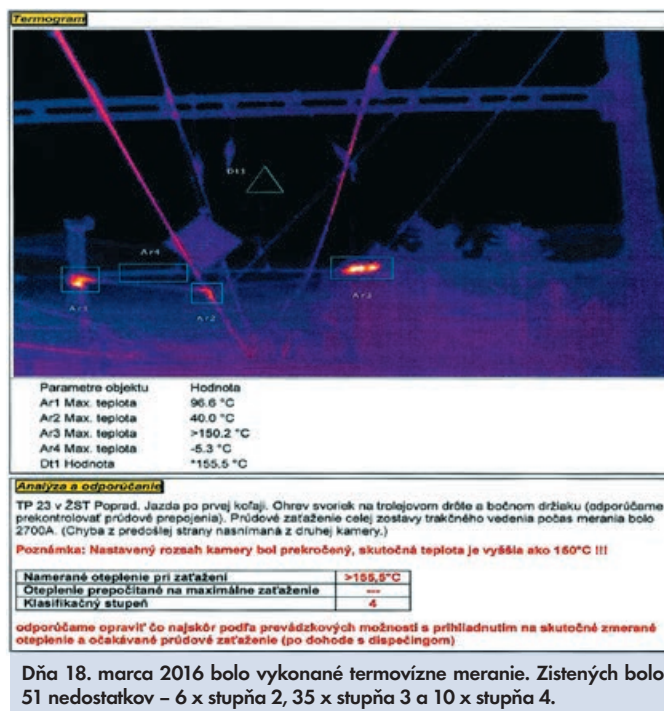 Termogram
Dt1
Ar4
Ar1
Ar2
Ar3
Parametre objektu Hodnota
Ar1 Max. teplota 96.6 °C
Ar2 Max. teplota 40.0 °C
Ar3 Max. teplota >150.2 °C
Ar4 Max. teplota -5.3 °C
Dt1 Hodnota *155.5 °C
Analýza a odporúčanie
TP 23 v ŽST Poprad. Jazda po prvej koľaji. Ohrev svoriek na trolejovom drôte a bočnom držiaku (odporúčame
prekontrolovať prúdové prepojenia). Prúdové zaťaženie celej zostavy trakčného vedenia počas merania bolo
2700A. (Chyba z predošlej strany nasnímaná z druhej kamery.)
Poznámka: Nastavený rozsah kamery bol prekročený, skutočná teplota je vyššia ako 150°C !!!
Namerané oteplenie pri zaťažení >155,5°C
Oteplenie prepočítané na maximálne zaťaženie ---
Klasifikačný stupeň 4
odporúčame opraviť čo najskôr podľa prevádzkových možností s prihliadnutím na skutočné zmerané
oteplenie a očakávané prúdové zaťaženie (po dohode s dispečingom)
Dňa 18. marca 2016 bolo vykonané termovízne meranie. Zistených bolo
51 nedostatkov – 6 x stupňa 2, 35 x stupňa 3 a 10 x stupňa 4.